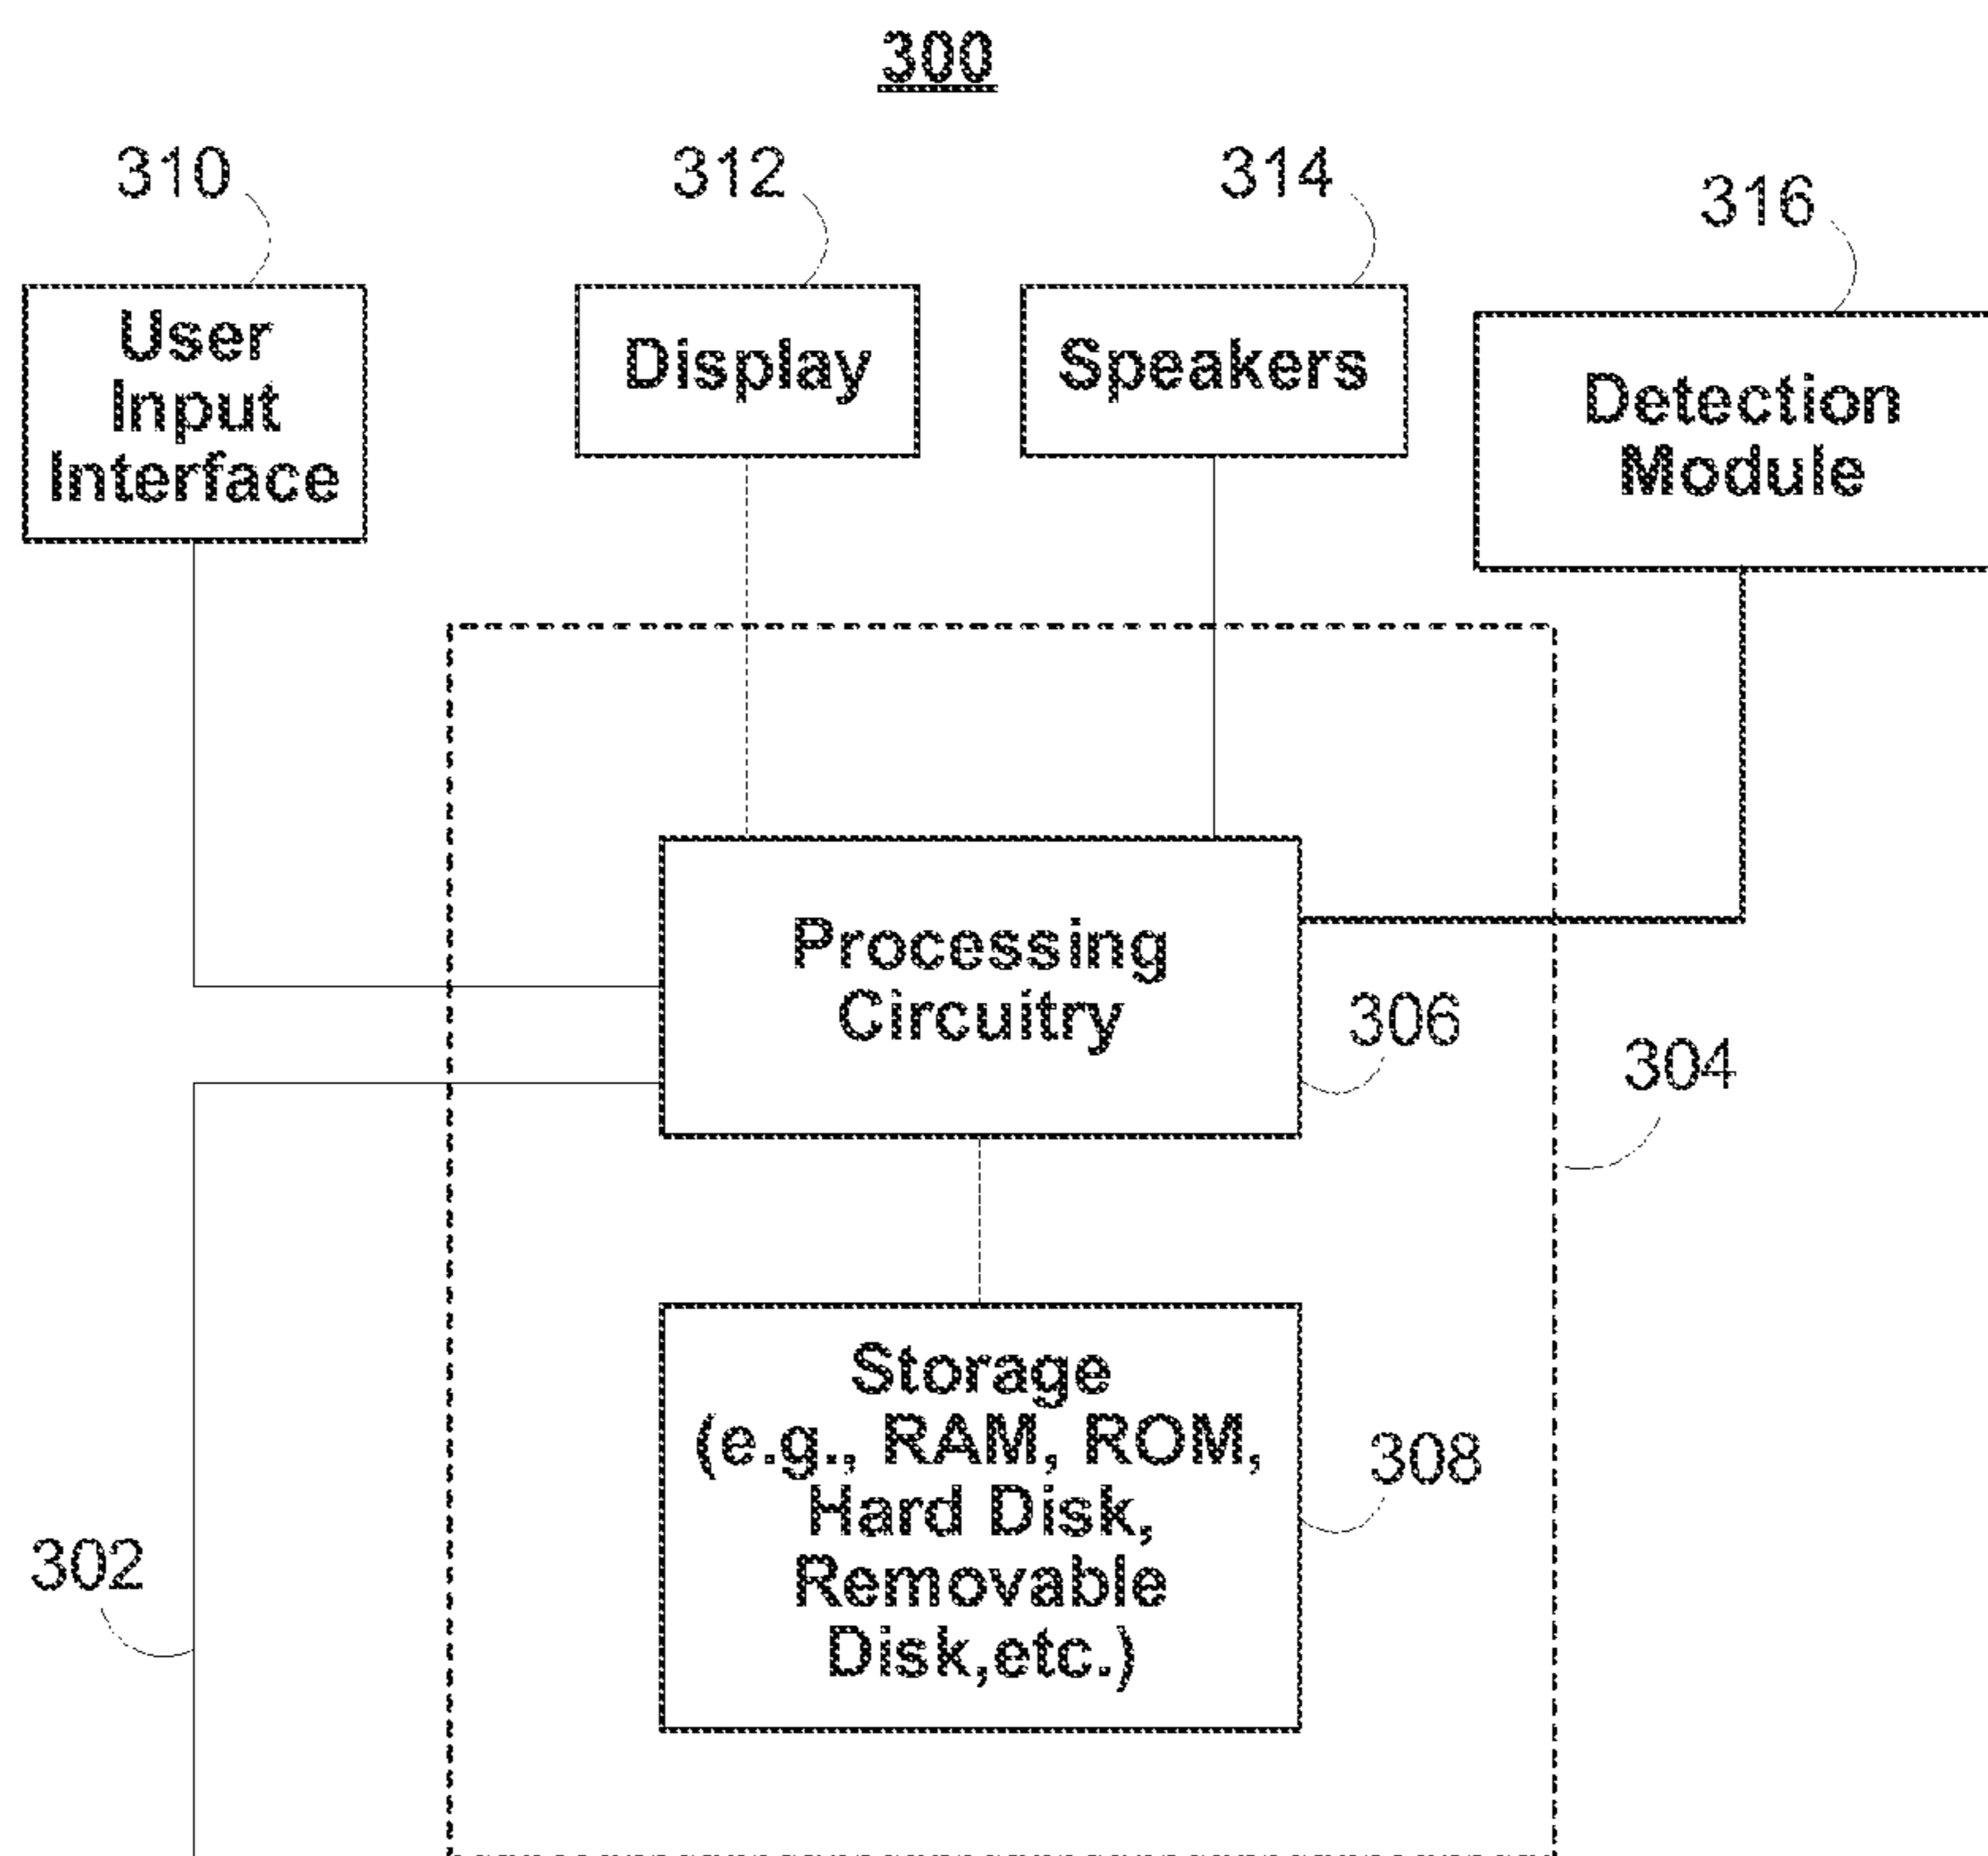 300
310
312
314
316
User
Input
Interface
Display
Speakers
Detection
Module
Processing
Circuitry
306
304
Storage
(e.g., RAM, ROM,
Hard Disk,
Removable
Disk,etc.)
308
302